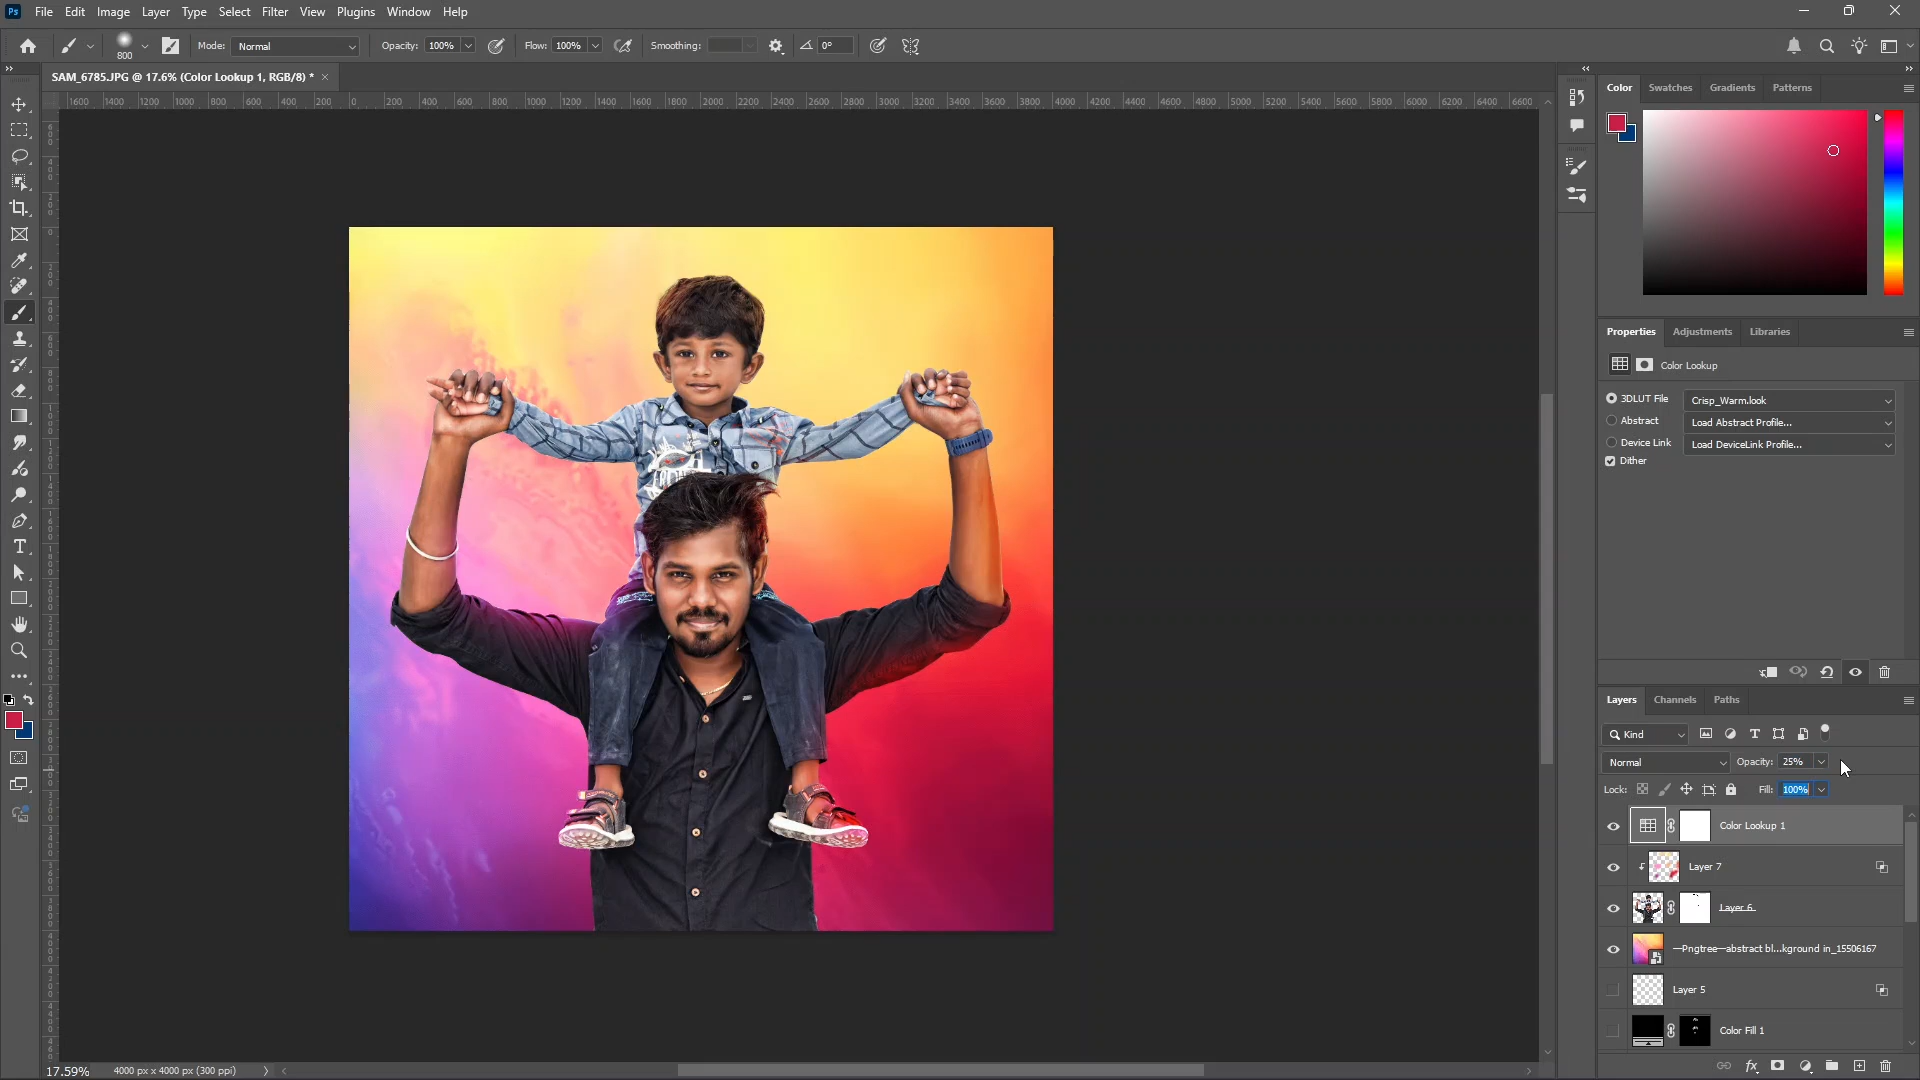 Ps File Edit Image Layer Type Select Filter View Plugins Window Help
800 Mode: Normal Opacity: 100% Flow: 100% Smoothing: 0°
SAM_6785.JPG @ 17.6% (Color Lookup 1, RGB/8) *
1600 1400 1200 1000 800 600 400 200 0 200 400 600 800 1000 1200 1400 1600 1800 2000 2200 2400 2600 2800 3000 3200 3400 3600 3800 4000 4200 4400 4600 4800 5000 5200 5400 5600 5800 6000 6200 6400 6600
Color Swatches Gradients Patterns
Properties Adjustments Libraries
Color Lookup
3DLUT File Crisp_Warm.look
Abstract Load Abstract Profile...
Device Link Load DeviceLink Profile...
Dither
Layers Channels Paths
Kind
Normal Opacity: 25%
Lock: Fill: 100%
Color Lookup 1
Layer 7
Layer 6
—Pngtree—abstract bl...kground in_15506167
Layer 5
Color Fill 1
17.59% 4000 px x 4000 px (300 ppi)